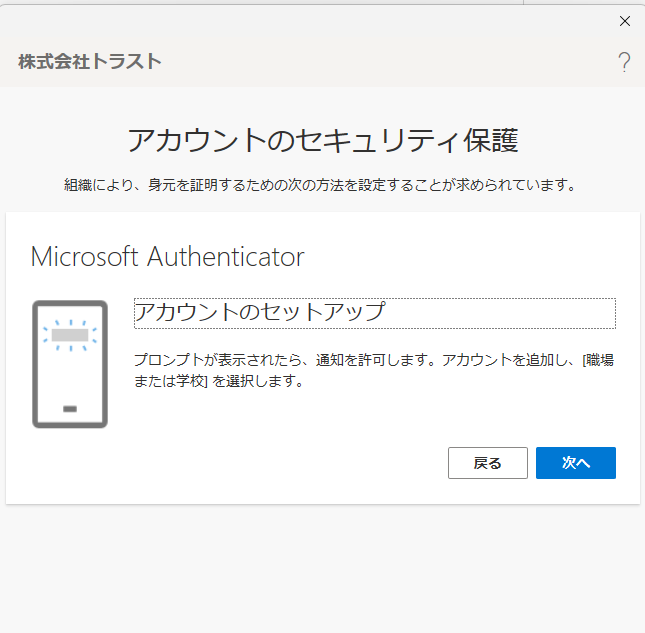 株式会社トラスト
?
アカウントのセキュリティ保護
組織により、身元を証明するための次の方法を設定することが求められています。
Microsoft Authenticator
アカウントのセットアップ
プロンプトが表示されたら、通知を許可します。アカウントを追加し、[職場
または学校] を選択します。
戻る
次へ